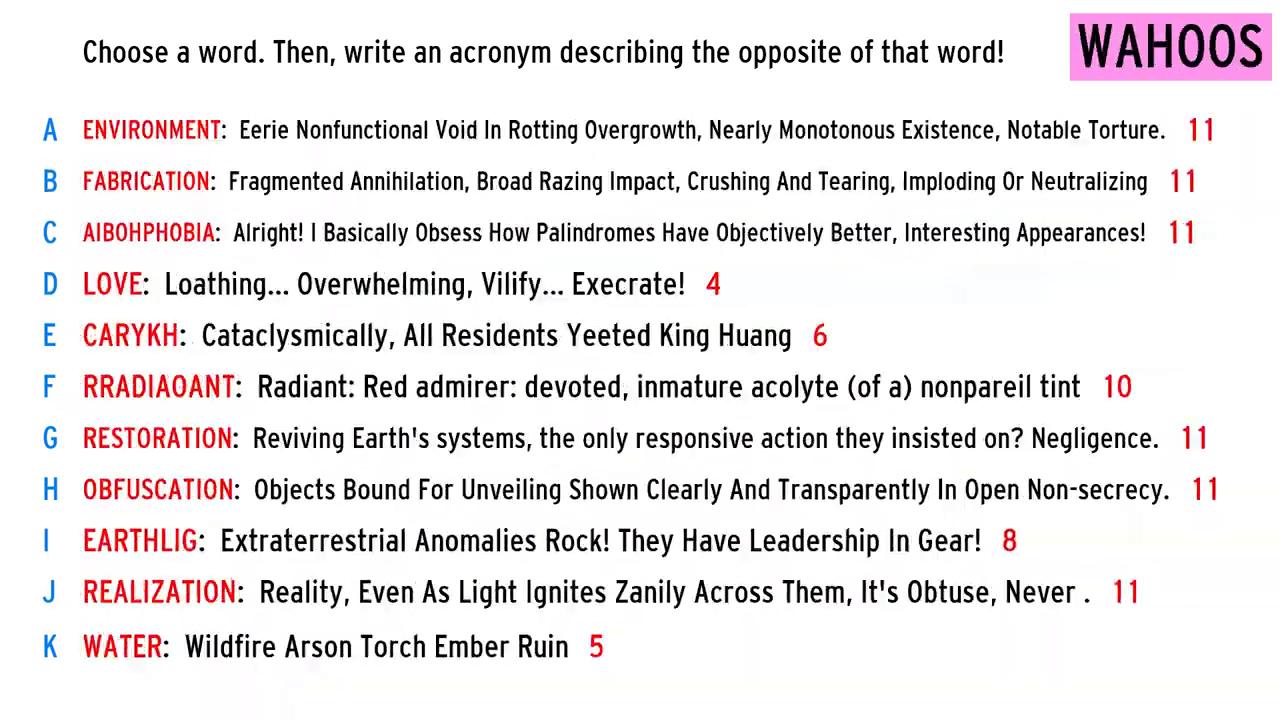 Choose a word. Then, write an acronym describing the opposite of that word!
WAHOOS
A ENVIRONMENT: Eerie Nonfunctional Void In Rotting Overgrowth, Nearly Monotonous Existence, Notable Torture. 11
B FABRICATION: Fragmented Annihilation, Broad Razing Impact, Crushing And Tearing, Imploding Or Neutralizing 11
C AIBOHPHOBIA: Alright! I Basically Obsess How Palindromes Have Objectively Better, Interesting Appearances! 11
D LOVE: Loathing... Overwhelming, Vilify... Execrate! 4
E CARYKH: Cataclysmically, All Residents Yeeted King Huang 6
F RRADIAOANT: Radiant: Red admirer: devoted, inmature acolyte (of a) nonpareil tint 10
G RESTORATION: Reviving Earth's systems, the only responsive action they insisted on? Negligence. 11
H OBFUSCATION: Objects Bound For Unveiling Shown Clearly And Transparently In Open Non-secrecy. 11
I EARTHLIG: Extraterrestrial Anomalies Rock! They Have Leadership In Gear! 8
J REALIZATION: Reality, Even As Light Ignites Zanily Across Them, It's Obtuse, Never . 11
K WATER: Wildfire Arson Torch Ember Ruin 5